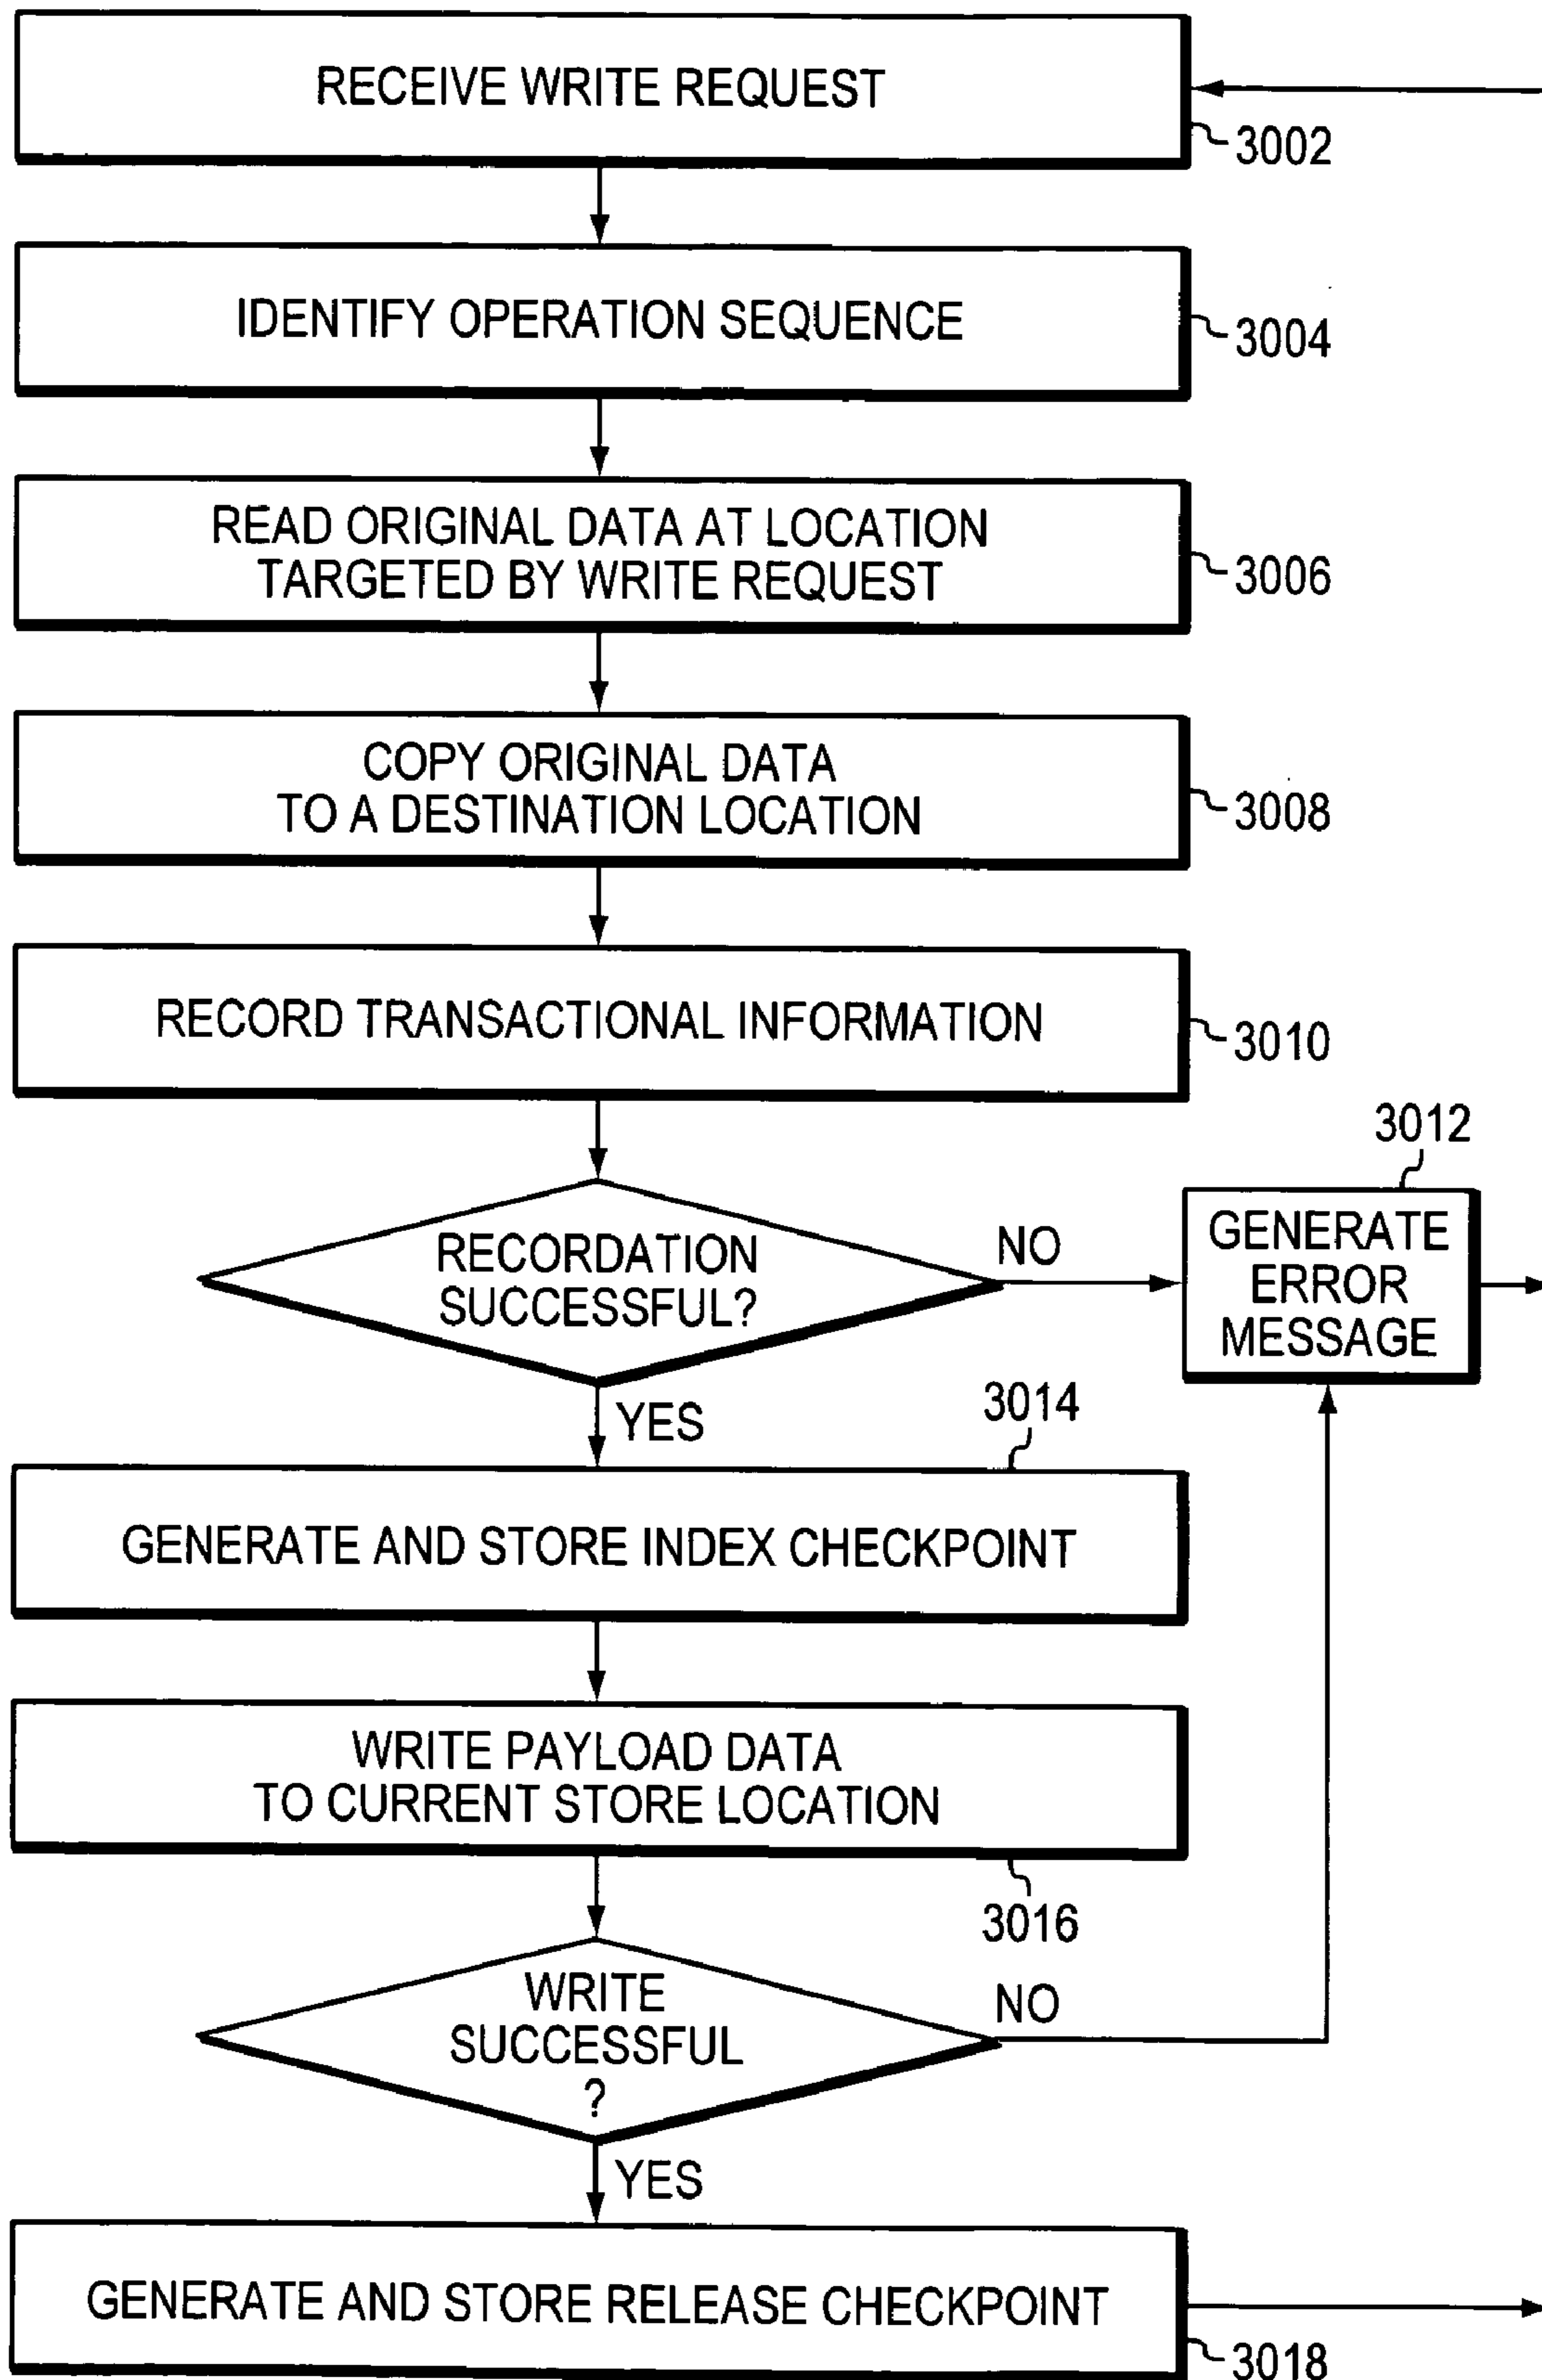 RECEIVE WRITE REQUEST
3002
IDENTIFY OPERATION SEQUENCE
3004
READ ORIGINAL DATA AT LOCATION
TARGETED BY WRITE REQUEST
3006
COPY ORIGINAL DATA
TO A DESTINATION LOCATION
3008
RECORD TRANSACTIONAL INFORMATION
3010
RECORDATION
SUCCESSFUL?
NO
3012
GENERATE
ERROR
MESSAGE
YES
3014
GENERATE AND STORE INDEX CHECKPOINT
WRITE PAYLOAD DATA
TO CURRENT STORE LOCATION
3016
WRITE
SUCCESSFUL
?
NO
YES
GENERATE AND STORE RELEASE CHECKPOINT
3018